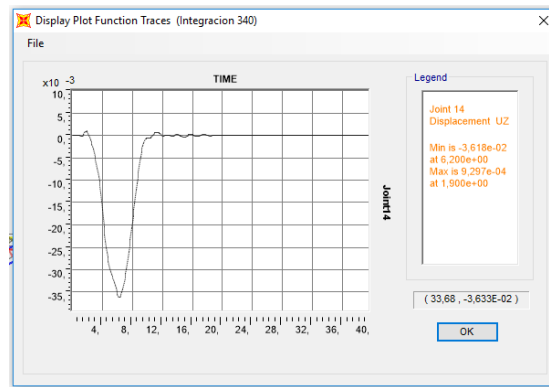 Display Plot Function Traces (Integracion 340)
File
x10 -3
TIME
10,
5,
0,
-5,
-10,
-15,
-20,
-25,
-30,
-35,
4, 8, 12, 16, 20, 24, 28, 32, 36, 40,
Joint14
Legend
Joint 14
Displacement UZ
Min is -3,618e-02
at 6,200e+00
Max is 9,297e-04
at 1,900e+00
( 33,68 , -3,633E-02 )
OK